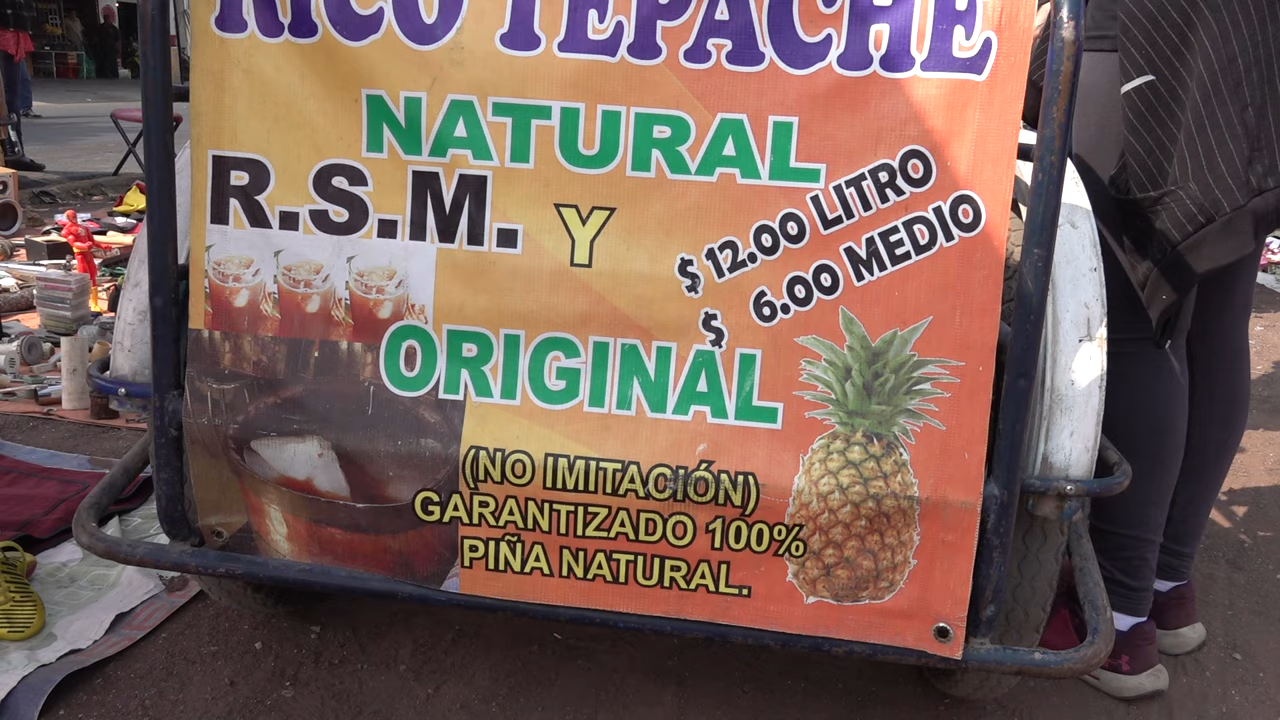 RICO TEPACHE
NATURAL
R.S.M. Y
$ 12.00 LITRO
$ 6.00 MEDIO
ORIGINAL
(NO IMITACIÓN)
GARANTIZADO 100%
PIÑA NATURAL.